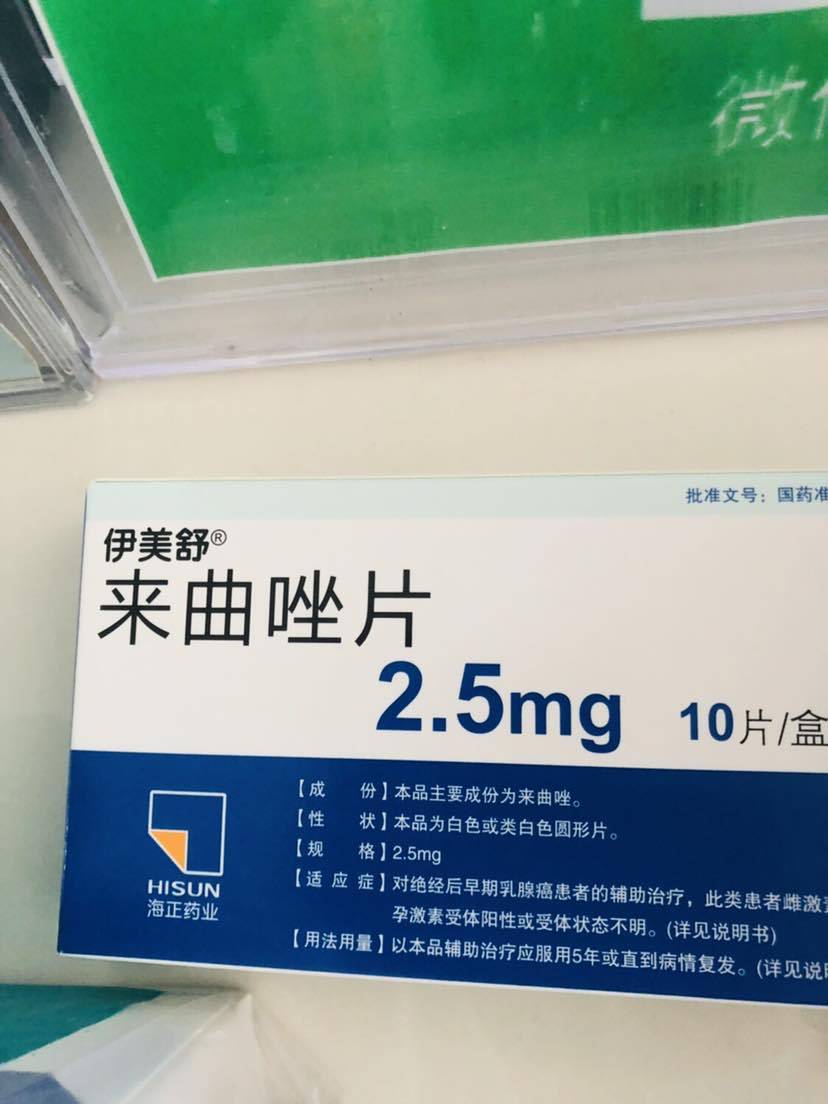 微
批准文号：国药准
伊美舒®
来曲唑片
2.5mg 10片/盒
【成 份】本品主要成份为来曲唑。
【性 状】本品为白色或类白色圆形片。
【规 格】2.5mg
【适应症】对绝经后早期乳腺癌患者的辅助治疗，此类患者雌激素
孕激素受体阳性或受体状态不明。(详见说明书)
【用法用量】以本品辅助治疗应服用5年或直到病情复发。(详见说明
HISUN
海正药业